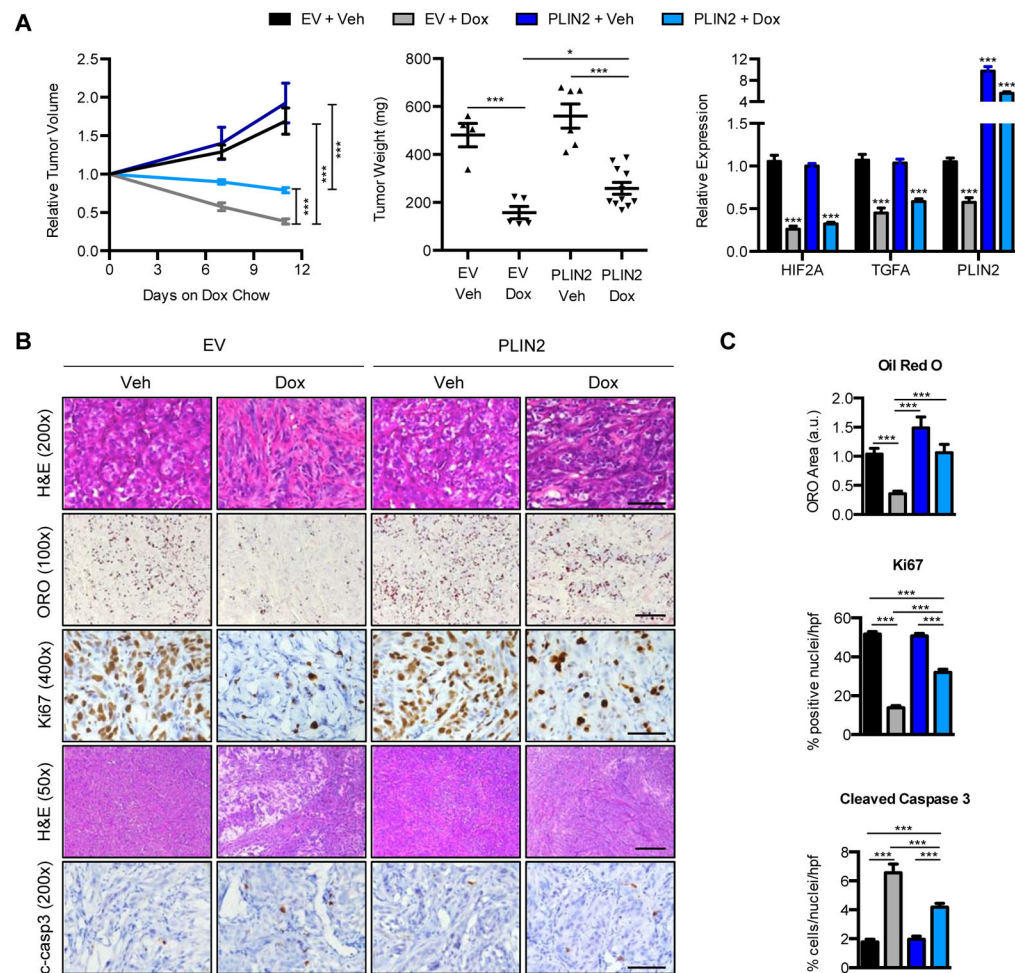 A
EV + Veh EV + Dox PLIN2 + Veh PLIN2 + Dox
Relative Tumor Volume
2.5
2.0
1.5
1.0
0.5
0.0
0 3 6 9 12
Days on Dox Chow
***
***
***
Tumor Weight (mg)
800
600
400
200
0
*
***
***
EV EV PLIN2 PLIN2
Veh Dox Veh Dox
Relative Expression
12
8
4
1.5
1.0
0.5
0.0
*** *** *** *** *** *** ***
***
HIF2A TGFA PLIN2
B
EV PLIN2
Veh Dox Veh Dox
H&E (200x)
ORO (100x)
Ki67 (400x)
H&E (50x)
c-casp3 (200x)
C
Oil Red O
ORO Area (a.u.)
2.0
1.5
1.0
0.5
0.0
***
***
***
Ki67
% positive nuclei/hpf
60
40
20
0
***
***
*** ***
Cleaved Caspase 3
% cells/nuclei/hpf
8
6
4
2
0
***
***
*** ***